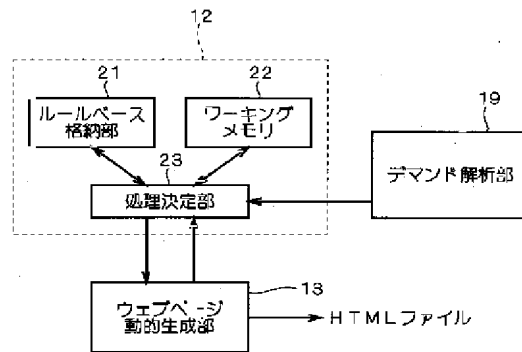 12
21
22
ルールベース
格納部
ワーキング
メモリ
19
デマンド解析部
23
処理決定部
13
ウェブページ
動的生成部
HTMLファイル